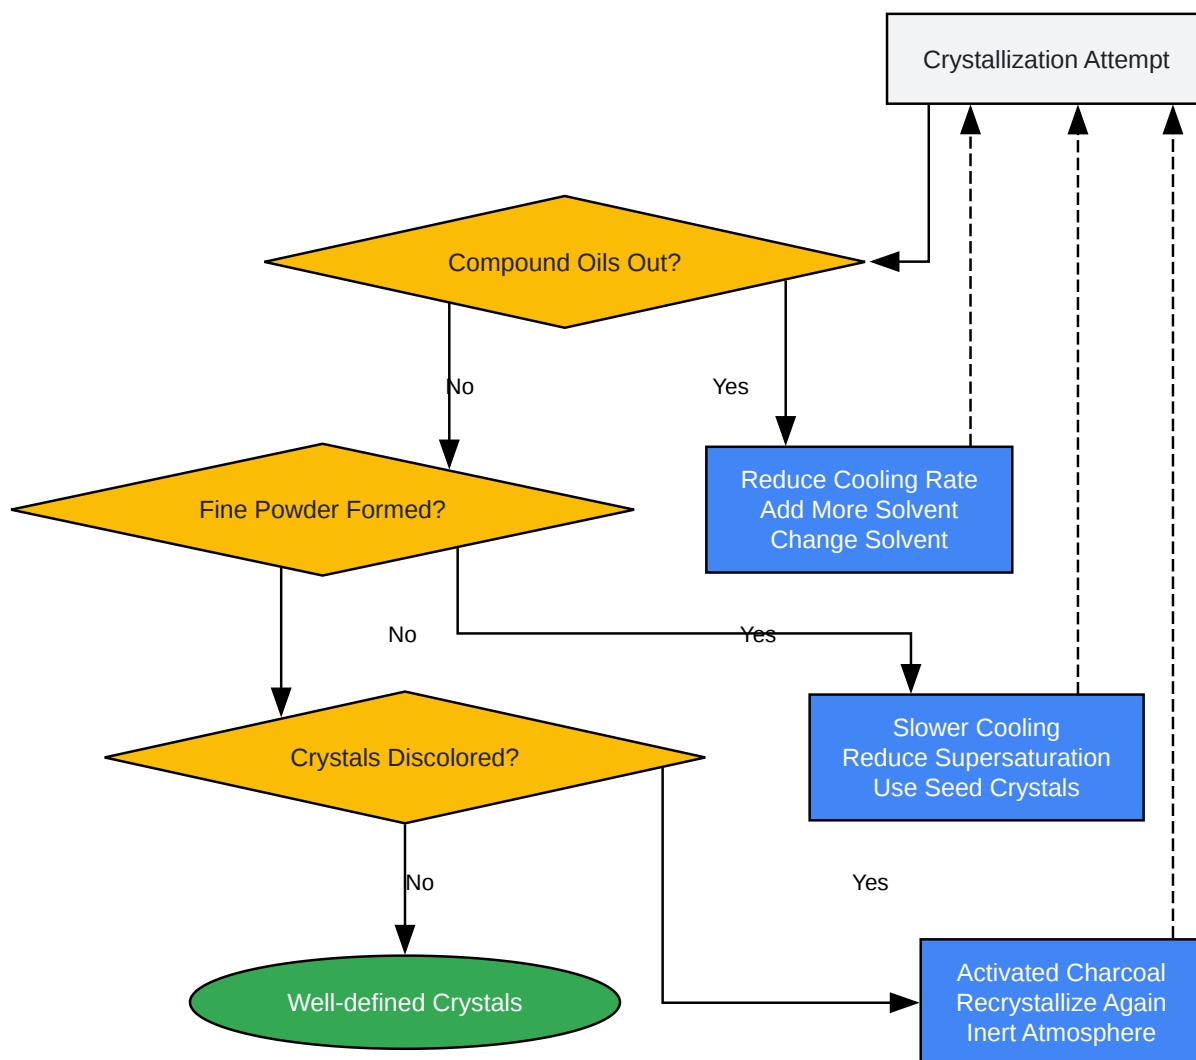 Crystallization Attempt
Compound Oils Out?
No
Yes
Reduce Cooling Rate
Add More Solvent
Change Solvent
Fine Powder Formed?
No
Yes
Slower Cooling
Reduce Supersaturation
Use Seed Crystals
Crystals Discolored?
No
Yes
Well-defined Crystals
Activated Charcoal
Recrystallize Again
Inert Atmosphere